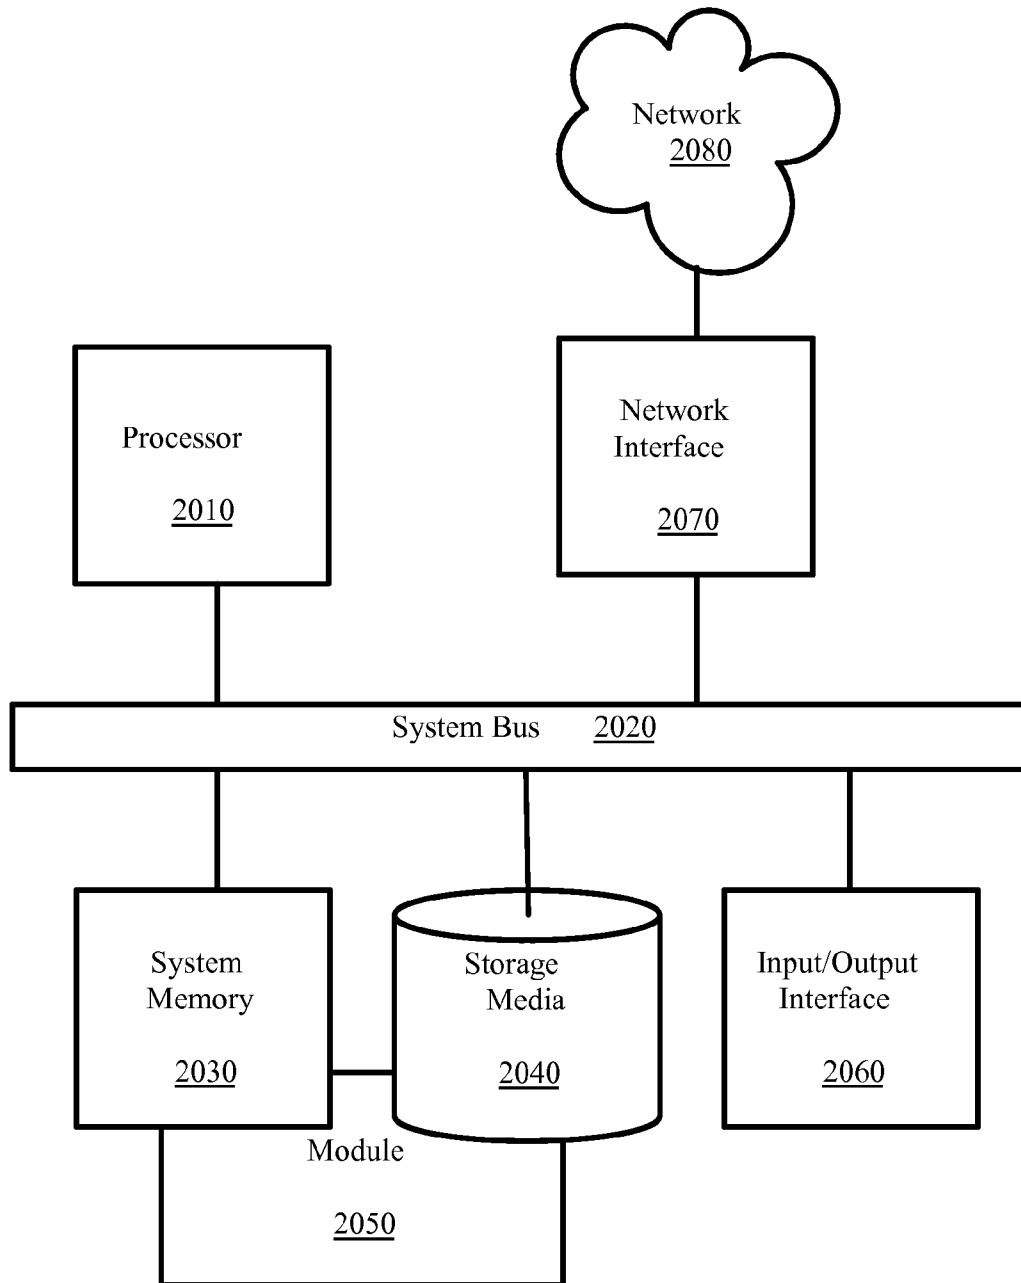 Network
2080
Network
Interface
2070
Processor
2010
System Bus 2020
System
Memory
2030
Storage
Media
2040
Input/Output
Interface
2060
Module
2050